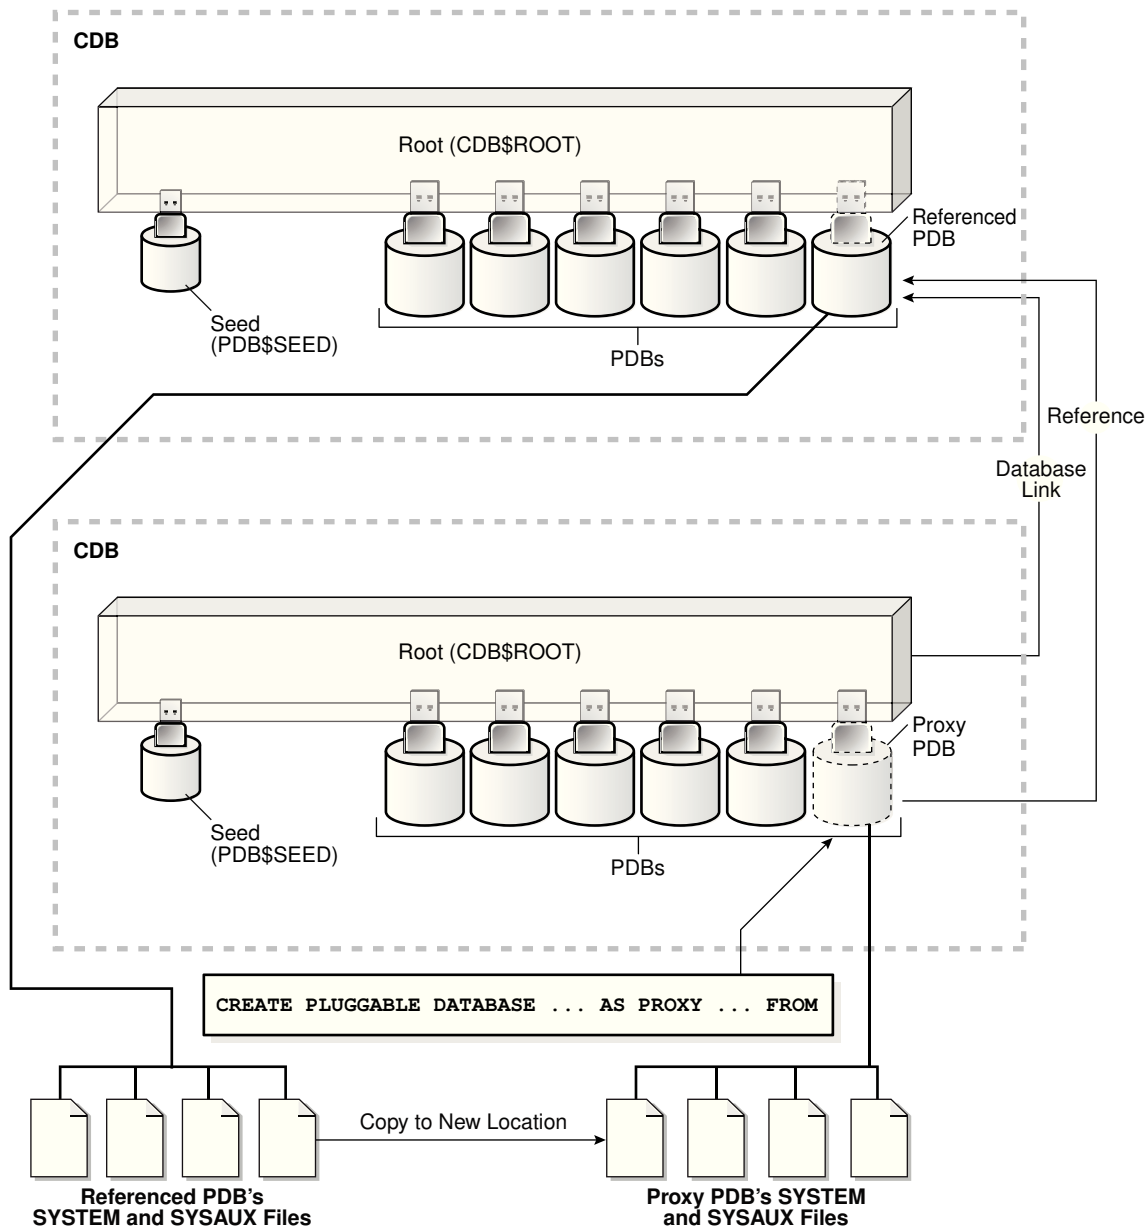 CDB
Root (CDB$ROOT)
Referenced
PDB
Seed
(PDB$SEED)
PDBs
Reference
Database
Link
CDB
Root (CDB$ROOT)
Proxy
PDB
Seed
(PDB$SEED)
PDBs
CREATE PLUGGABLE DATABASE ... AS PROXY ... FROM
Copy to New Location
Referenced PDB's
SYSTEM and SYSAUX Files
Proxy PDB's SYSTEM
and SYSAUX Files